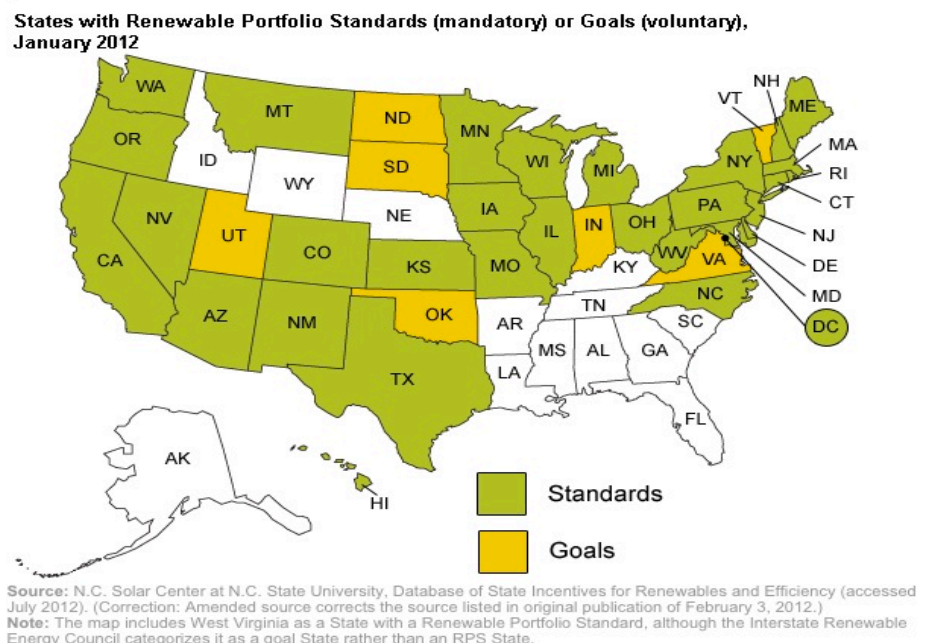 States with Renewable Portfolio Standards (mandatory) or Goals (voluntary),
January 2012
WA
MT
ND
MN
OR
ID
SD
WI
MI
VT
NH
ME
NY
MA
RI
CT
WY
NE
IA
PA
NJ
NV
UT
CO
IL
IN
OH
WV
VA
DE
CA
KS
MO
KY
MD
AZ
NM
OK
AR
TN
NC
DC
SC
MS
AL
GA
TX
LA
FL
AK
HI
Standards
Goals
Source: N.C. Solar Center at N.C. State University, Database of State Incentives for Renewables and Efficiency (accessed
July 2012). (Correction: Amended source corrects the source listed in original publication of February 3, 2012.)
Note: The map includes West Virginia as a State with a Renewable Portfolio Standard, although the Interstate Renewable
Energy Council categorizes it as a goal State rather than an RPS State.